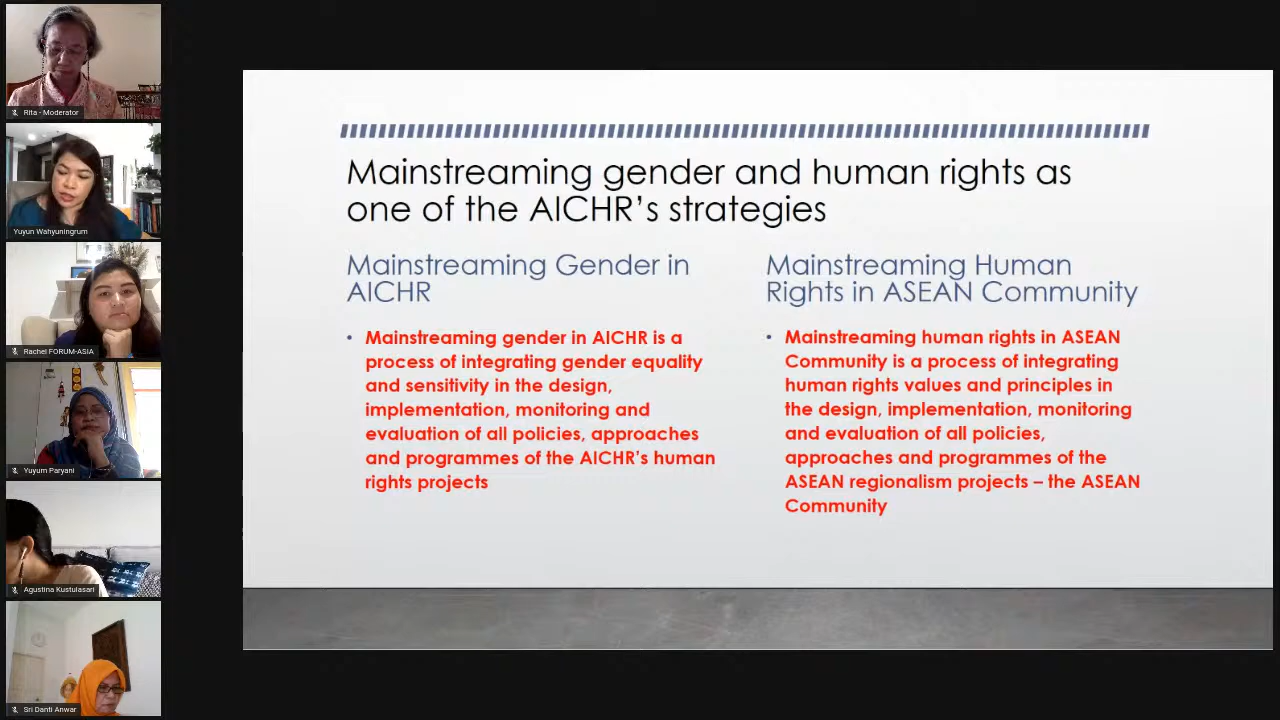 Rita - Moderator
Yuyun Wahyuningrum
Rachel FORUM-ASIA
Yuyum Paryani
Agustina Kustulasari
Sri Danti Anwar
Mainstreaming gender and human rights as
one of the AICHR’s strategies
Mainstreaming Gender in
AICHR
• Mainstreaming gender in AICHR is a
process of integrating gender equality
and sensitivity in the design,
implementation, monitoring and
evaluation of all policies, approaches
and programmes of the AICHR’s human
rights projects
Mainstreaming Human
Rights in ASEAN Community
• Mainstreaming human rights in ASEAN
Community is a process of integrating
human rights values and principles in
the design, implementation, monitoring
and evaluation of all policies,
approaches and programmes of the
ASEAN regionalism projects – the ASEAN
Community